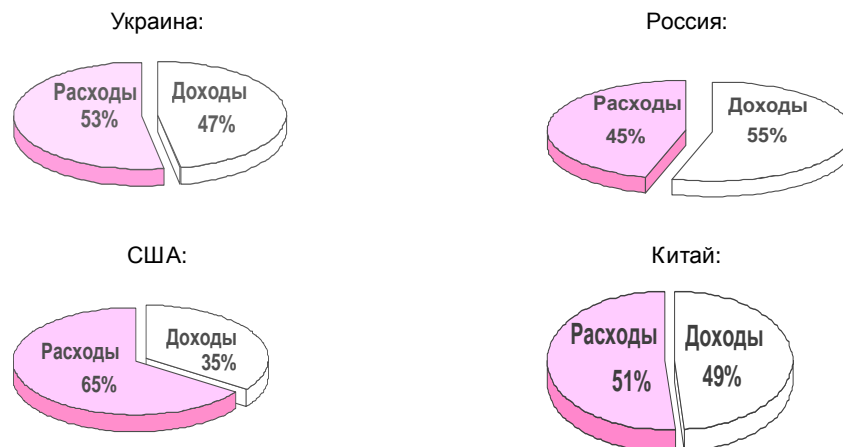 Украина:
Расходы
53%
Доходы
47%
Россия:
Расходы
45%
Доходы
55%
США:
Расходы
65%
Доходы
35%
Китай:
Расходы
51%
Доходы
49%